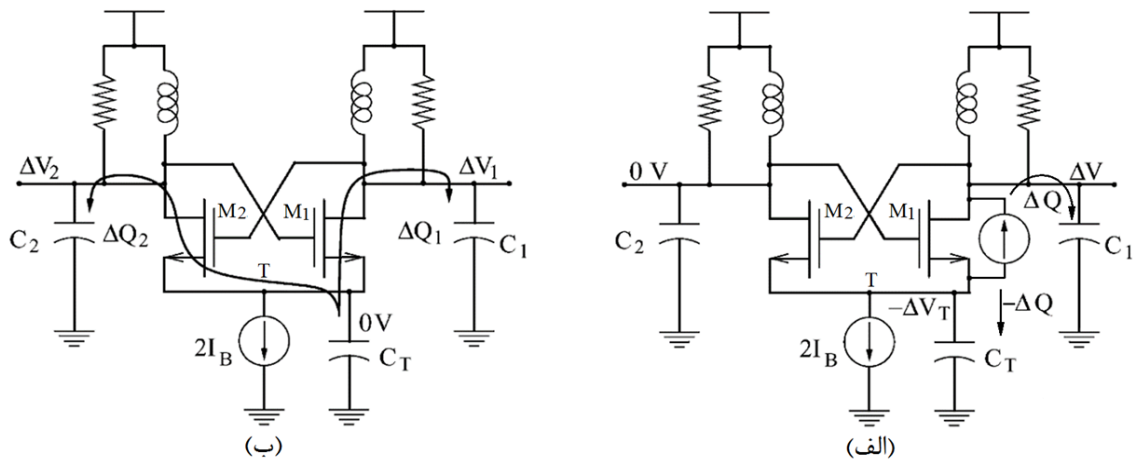 ΔV₂
ΔV₁
M₂
M₁
C₂
ΔQ₂
ΔQ₁
C₁
T
0V
2I_B
C_T
(ب)
0 V
ΔV
M₂
M₁
ΔQ
C₂
C₁
T
−ΔV_T
−ΔQ
2I_B
C_T
(الف)